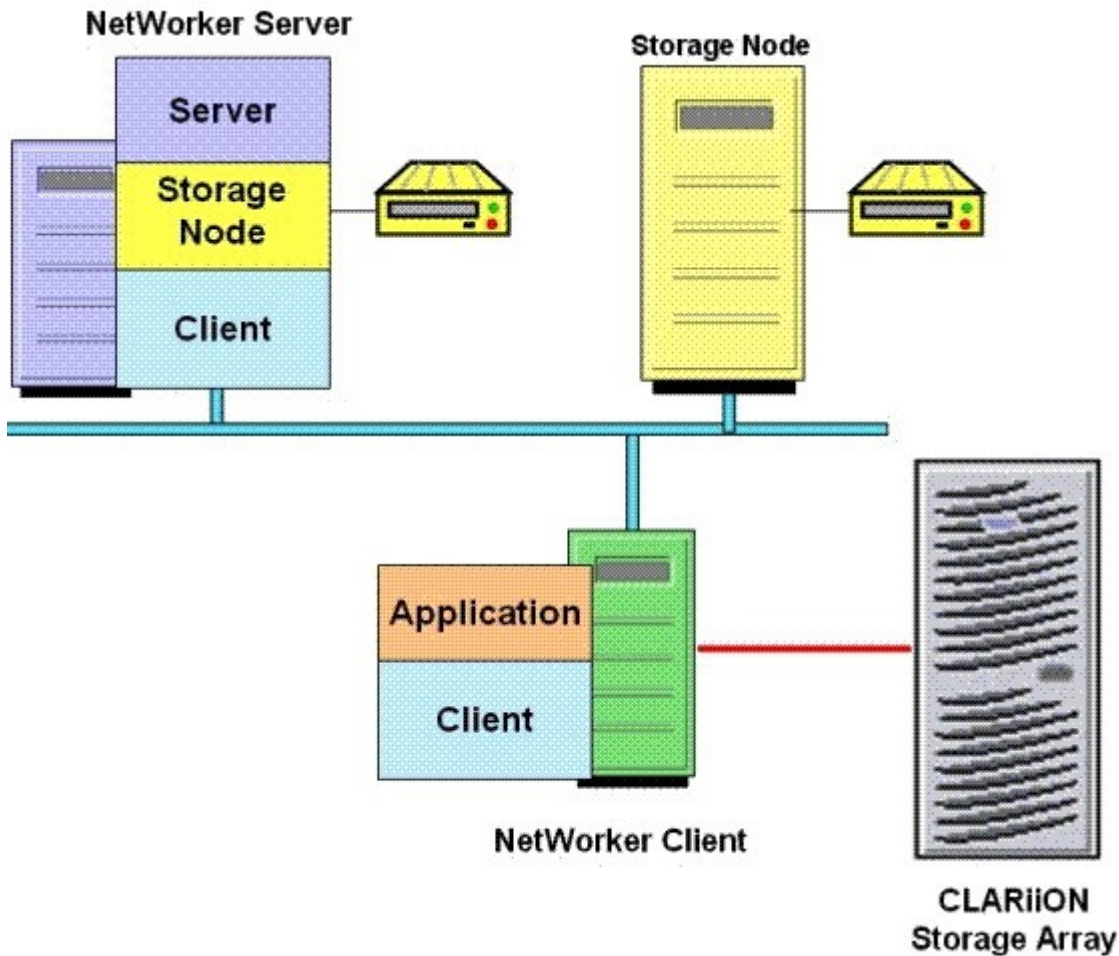 NetWorker Server
Storage Node
Server
Storage
Node
Client
Application
Client
NetWorker Client
CLARiiON
Storage Array